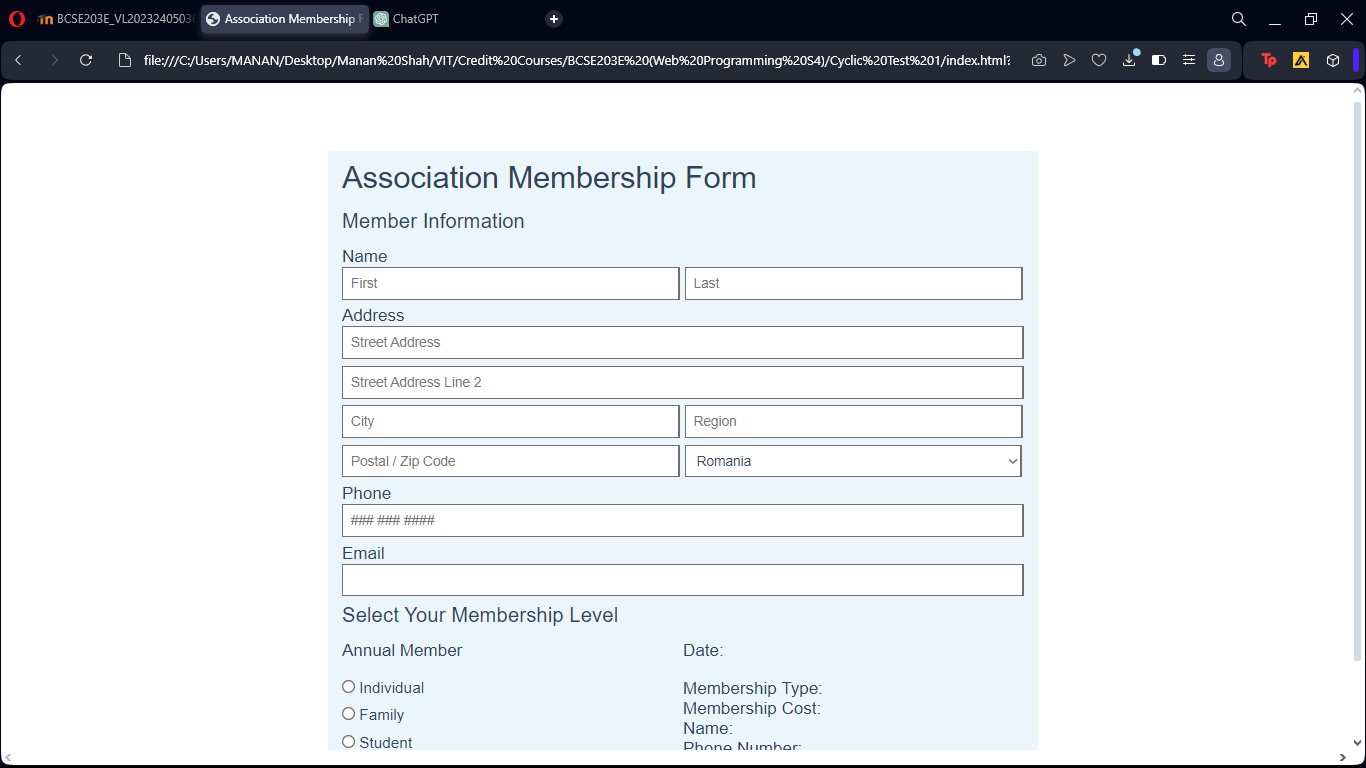 BCSE203E_VL2023240503
Association Membership F
ChatGPT
file:///C:/Users/MANAN/Desktop/Manan%20Shah/VIT/Credit%20Courses/BCSE203E%20(Web%20Programming%20S4)/Cyclic%20Test%201/index.html?
Tp
Association Membership Form
Member Information
Name
First Last
Address
Street Address
Street Address Line 2
City Region
Postal / Zip Code Romania
Phone
### ### ####
Email
Select Your Membership Level
Annual Member Date:
Individual Membership Type:
Membership Cost:
Family Name:
Student Phone Number: